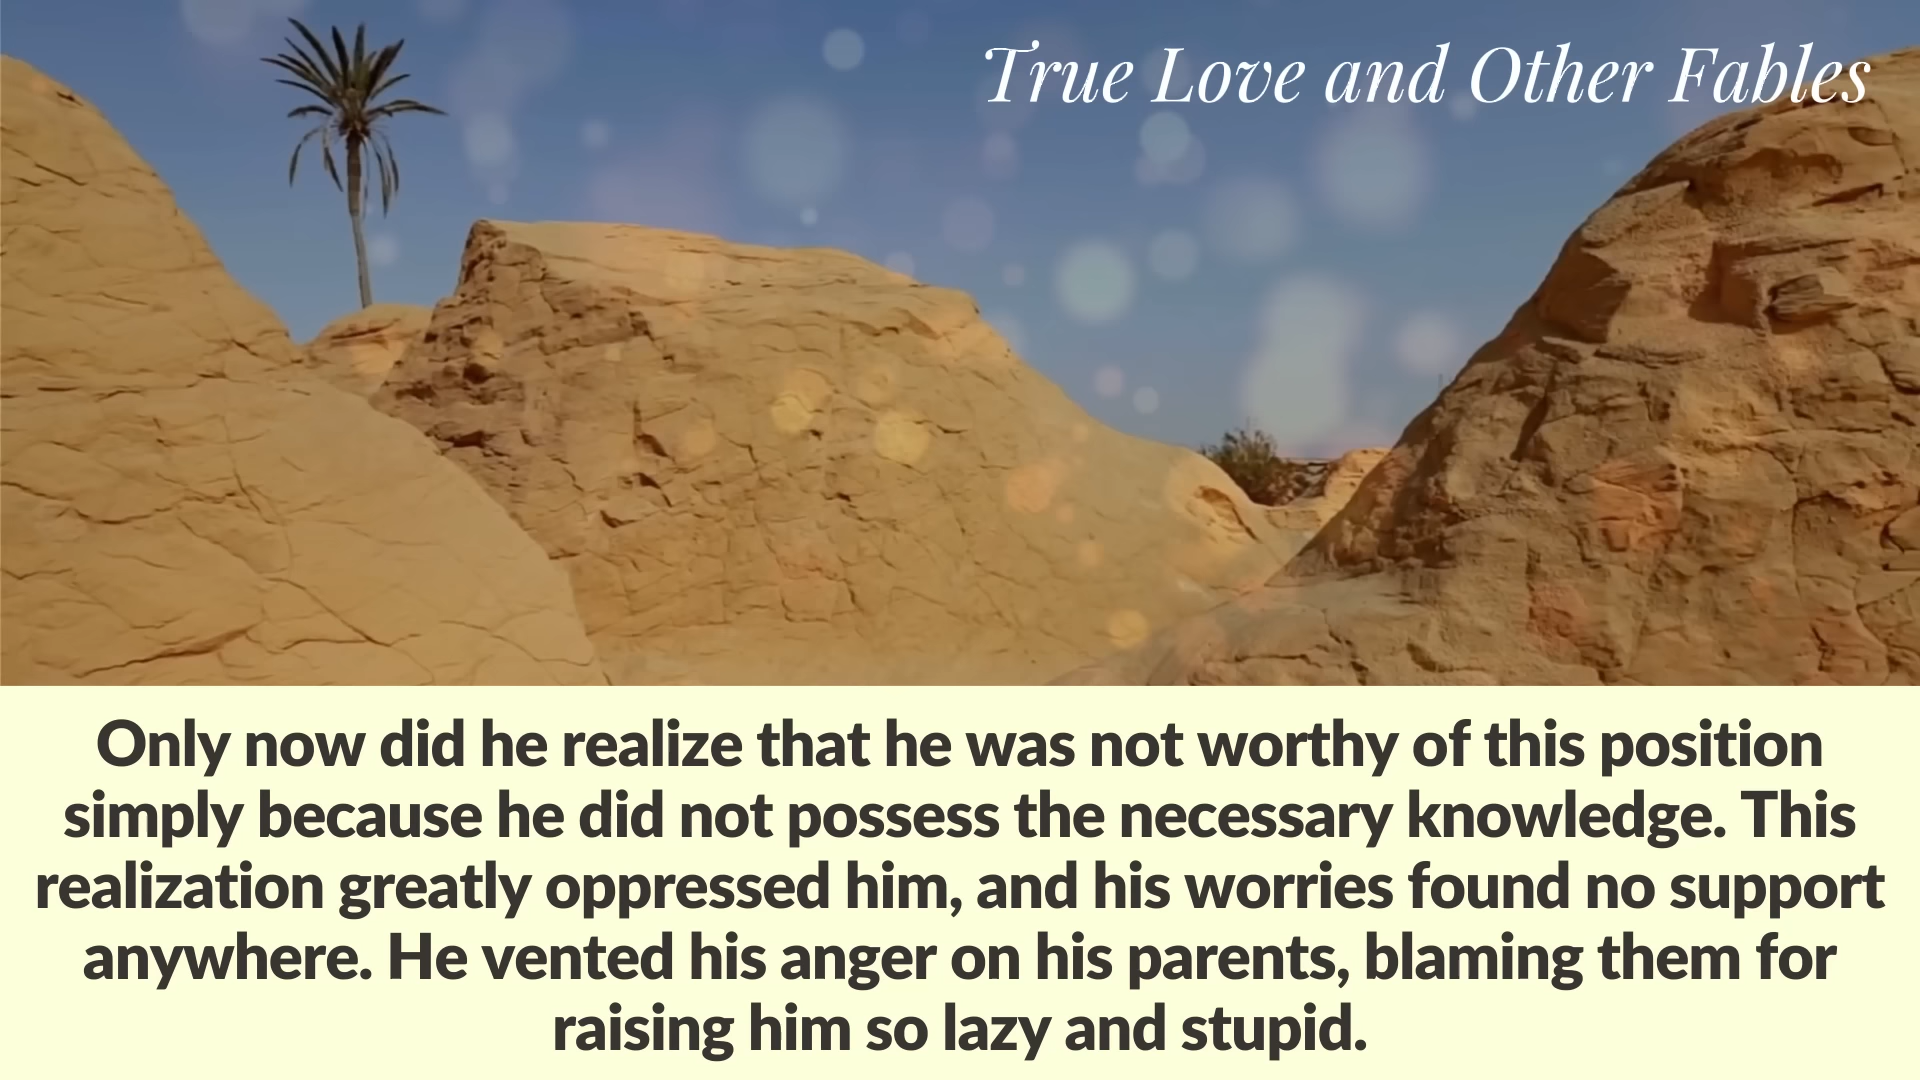 True Love and Other Fables
Only now did he realize that he was not worthy of this position
simply because he did not possess the necessary knowledge. This
realization greatly oppressed him, and his worries found no support
anywhere. He vented his anger on his parents, blaming them for
raising him so lazy and stupid.